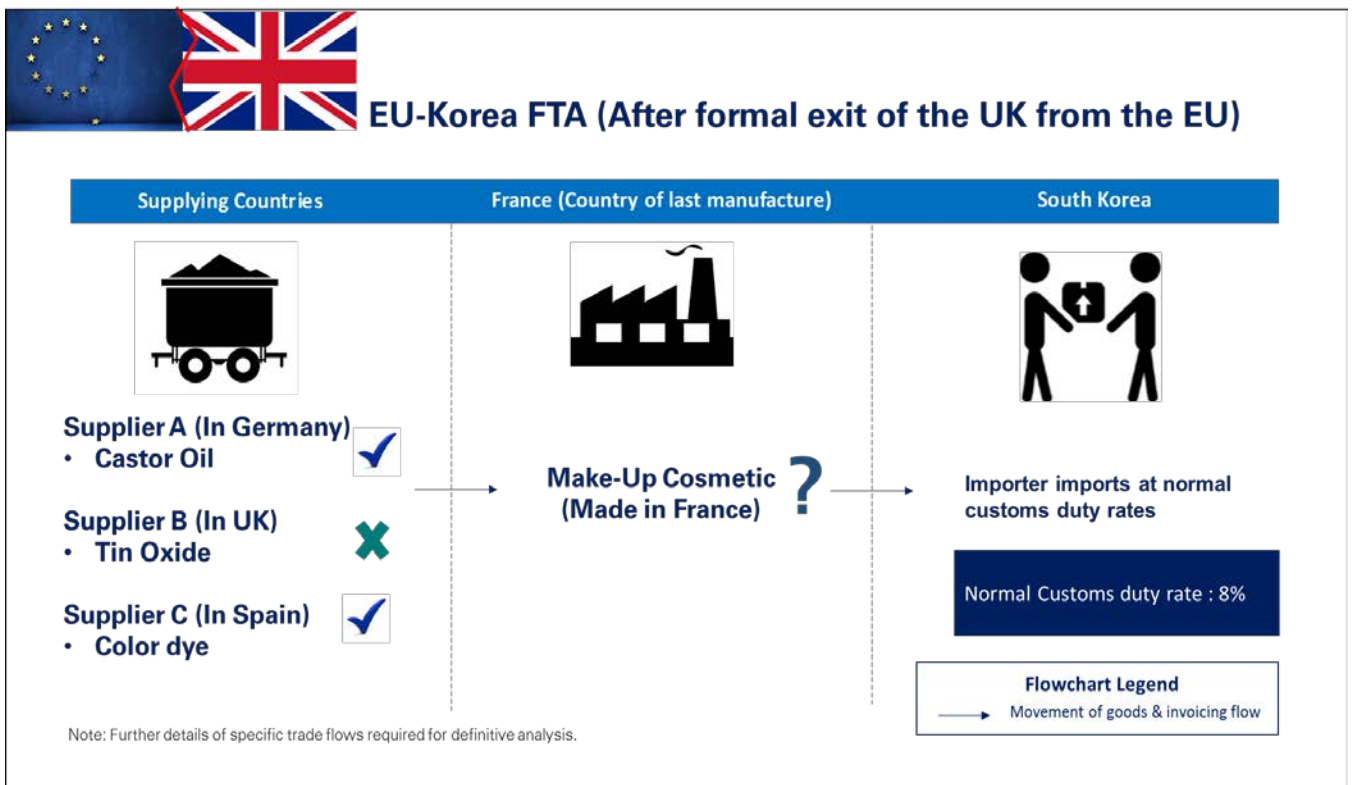 EU-Korea FTA (After formal exit of the UK from the EU)
Supplying Countries
France (Country of last manufacture)
South Korea
Supplier A (In Germany)
• Castor Oil
Supplier B (In UK)
• Tin Oxide
Supplier C (In Spain)
• Color dye
Make-Up Cosmetic
(Made in France)
?
Importer imports at normal
customs duty rates
Normal Customs duty rate : 8%
Flowchart Legend
Movement of goods & invoicing flow
Note: Further details of specific trade flows required for definitive analysis.